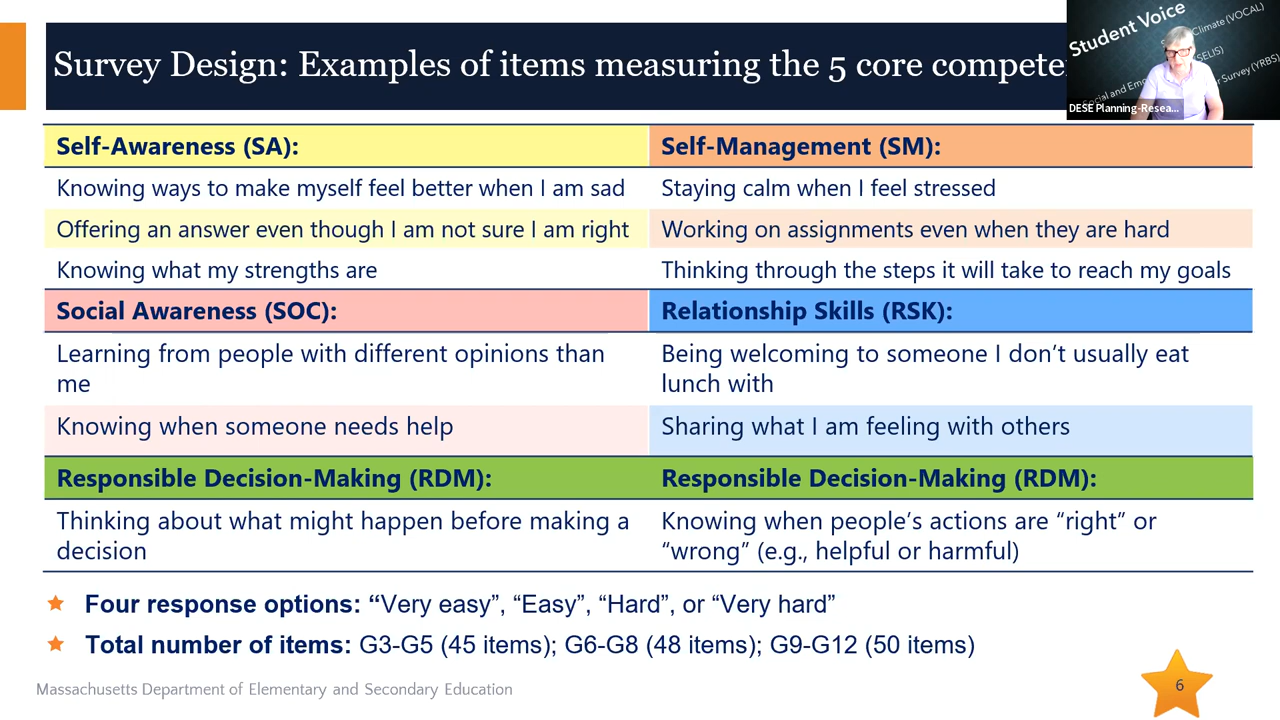 Survey Design: Examples of items measuring the 5 core compete
Student Voice
Climate (VOCAL)
Social and Emo
SELIS)
r Survey (YRBS)
DESE Planning-Resea...
Self-Awareness (SA):
Self-Management (SM):
Knowing ways to make myself feel better when I am sad
Staying calm when I feel stressed
Offering an answer even though I am not sure I am right
Working on assignments even when they are hard
Knowing what my strengths are
Thinking through the steps it will take to reach my goals
Social Awareness (SOC):
Relationship Skills (RSK):
Learning from people with different opinions than
me
Being welcoming to someone I don’t usually eat
lunch with
Knowing when someone needs help
Sharing what I am feeling with others
Responsible Decision-Making (RDM):
Responsible Decision-Making (RDM):
Thinking about what might happen before making a
decision
Knowing when people’s actions are “right” or
“wrong” (e.g., helpful or harmful)
Four response options: “Very easy”, “Easy”, “Hard”, or “Very hard”
Total number of items: G3-G5 (45 items); G6-G8 (48 items); G9-G12 (50 items)
Massachusetts Department of Elementary and Secondary Education
6